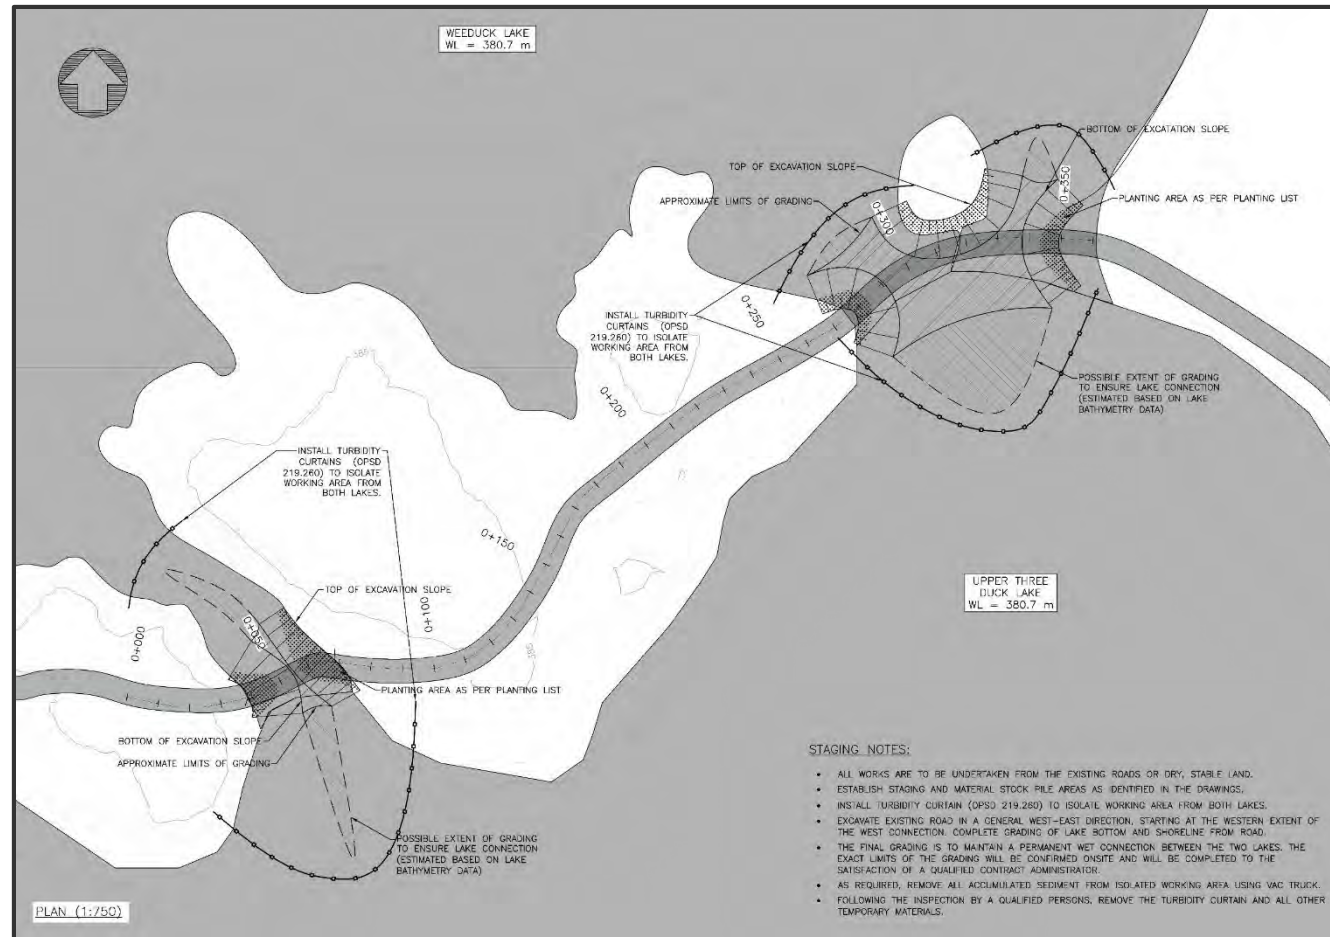 WEEDUCK LAKE
WL = 380.7 m
BOTTOM OF EXCATATION SLOPE
TOP OF EXCAVATION SLOPE
0+350
APPROXIMATE LIMITS OF GRADING
PLANTING AREA AS PER PLANTING LIST
0+300
0+250
INSTALL TURBIDITY
CURTAINS (OPSD
219.260) TO ISOLATE
WORKING AREA FROM
BOTH LAKES.
386
POSSIBLE EXTENT OF GRADING
TO ENSURE LAKE CONNECTION
(ESTIMATED BASED ON LAKE
BATHYMETRY DATA)
0+200
INSTALL TURBIDITY
CURTAINS (OPSD
219.260) TO ISOLATE
WORKING AREA FROM
BOTH LAKES.
0+150
UPPER THREE
DUCK LAKE
WL = 380.7 m
TOP OF EXCAVATION SLOPE
0+100
0+050
0+000
385
PLANTING AREA AS PER PLANTING LIST
BOTTOM OF EXCAVATION SLOPE
APPROXIMATE LIMITS OF GRADING
POSSIBLE EXTENT OF GRADING
TO ENSURE LAKE CONNECTION
(ESTIMATED BASED ON LAKE
BATHYMETRY DATA)
PLAN (1:750)
STAGING NOTES:
• ALL WORKS ARE TO BE UNDERTAKEN FROM THE EXISTING ROADS OR DRY, STABLE LAND.
• ESTABLISH STAGING AND MATERIAL STOCK PILE AREAS AS IDENTIFIED IN THE DRAWINGS.
• INSTALL TURBIDITY CURTAIN (OPSD 219.260) TO ISOLATE WORKING AREA FROM BOTH LAKES.
• EXCAVATE EXISTING ROAD IN A GENERAL WEST-EAST DIRECTION, STARTING AT THE WESTERN EXTENT OF
THE WEST CONNECTION. COMPLETE GRADING OF LAKE BOTTOM AND SHORELINE FROM ROAD.
• THE FINAL GRADING IS TO MAINTAIN A PERMANENT WET CONNECTION BETWEEN THE TWO LAKES. THE
EXACT LIMITS OF THE GRADING WILL BE CONFIRMED ONSITE AND WILL BE COMPLETED TO THE
SATISFACTION OF A QUALIFIED CONTRACT ADMINISTRATOR.
• AS REQUIRED, REMOVE ALL ACCUMULATED SEDIMENT FROM ISOLATED WORKING AREA USING VAC TRUCK.
• FOLLOWING THE INSPECTION BY A QUALIFIED PERSONS, REMOVE THE TURBIDITY CURTAIN AND ALL OTHER
TEMPORARY MATERIALS.